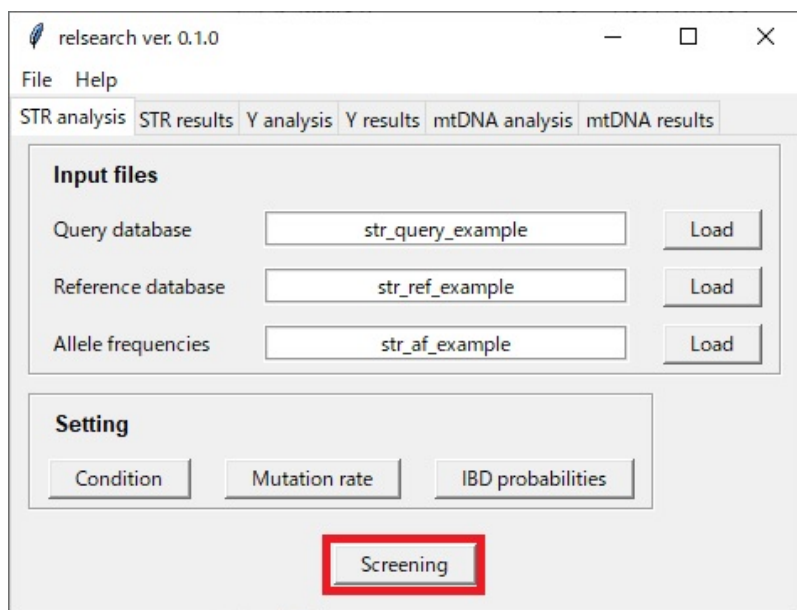 relsearch ver. 0.1.0
File Help
STR analysis STR results Y analysis Y results mtDNA analysis mtDNA results
Input files
Query database str_query_example Load
Reference database str_ref_example Load
Allele frequencies str_af_example Load
Setting
Condition Mutation rate IBD probabilities
Screening